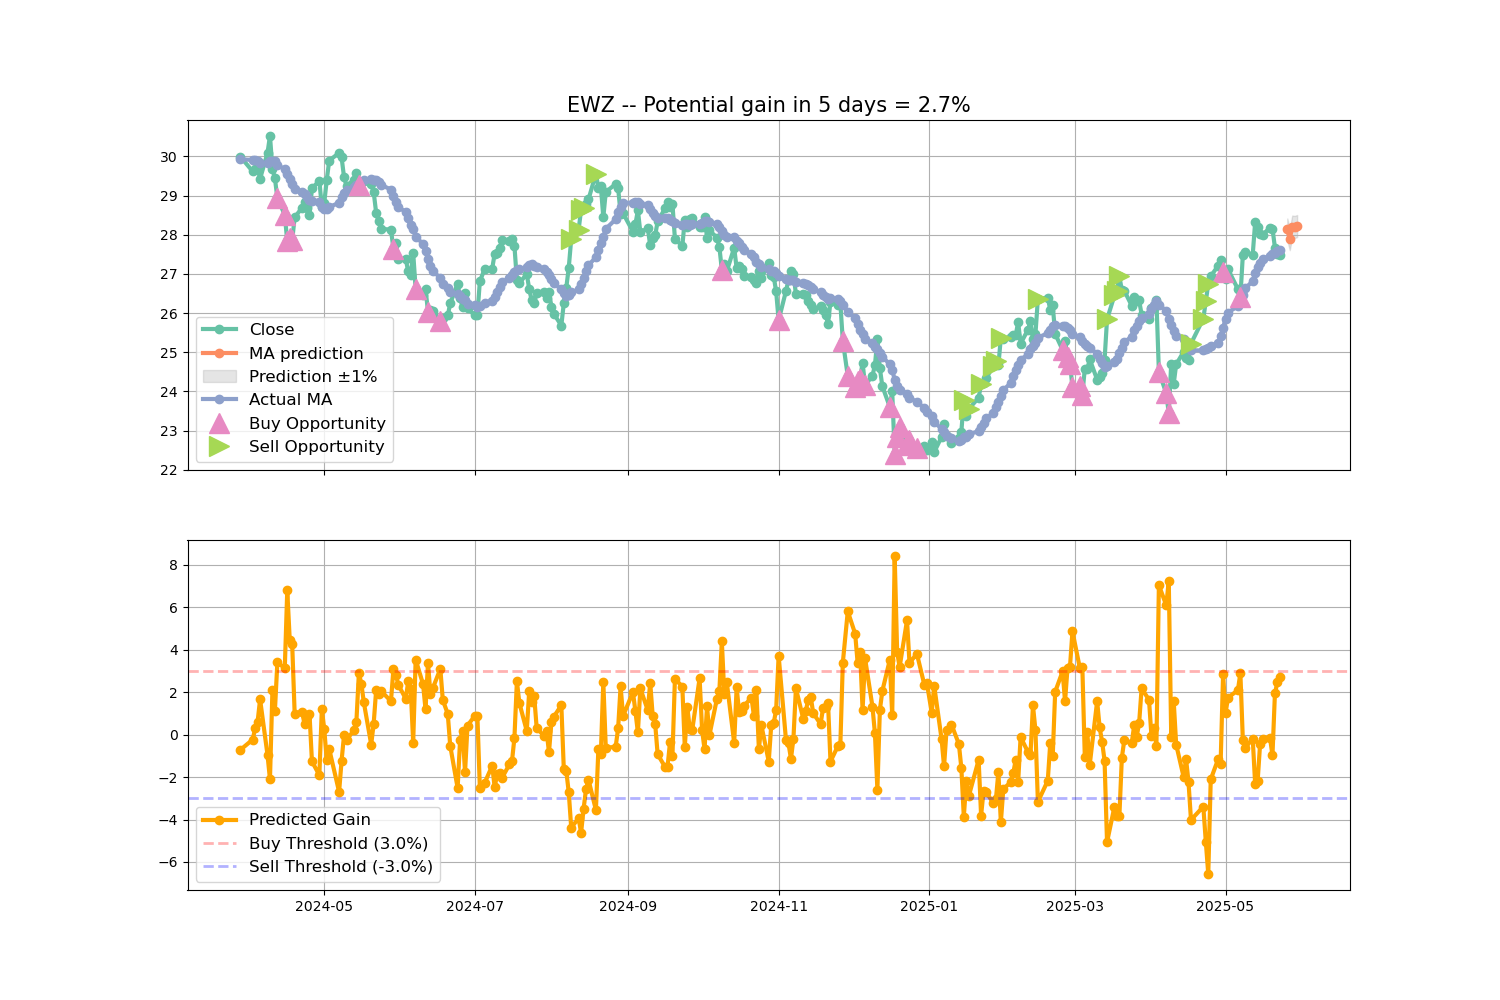 EWZ -- Potential gain in 5 days = 2.7%
30
29
28
27
26
25
24
23
22
Close
MA prediction
Prediction ±1%
Actual MA
Buy Opportunity
Sell Opportunity
8
6
4
2
0
−2
−4
−6
Predicted Gain
Buy Threshold (3.0%)
Sell Threshold (-3.0%)
2024-05 2024-07 2024-09 2024-11 2025-01 2025-03 2025-05